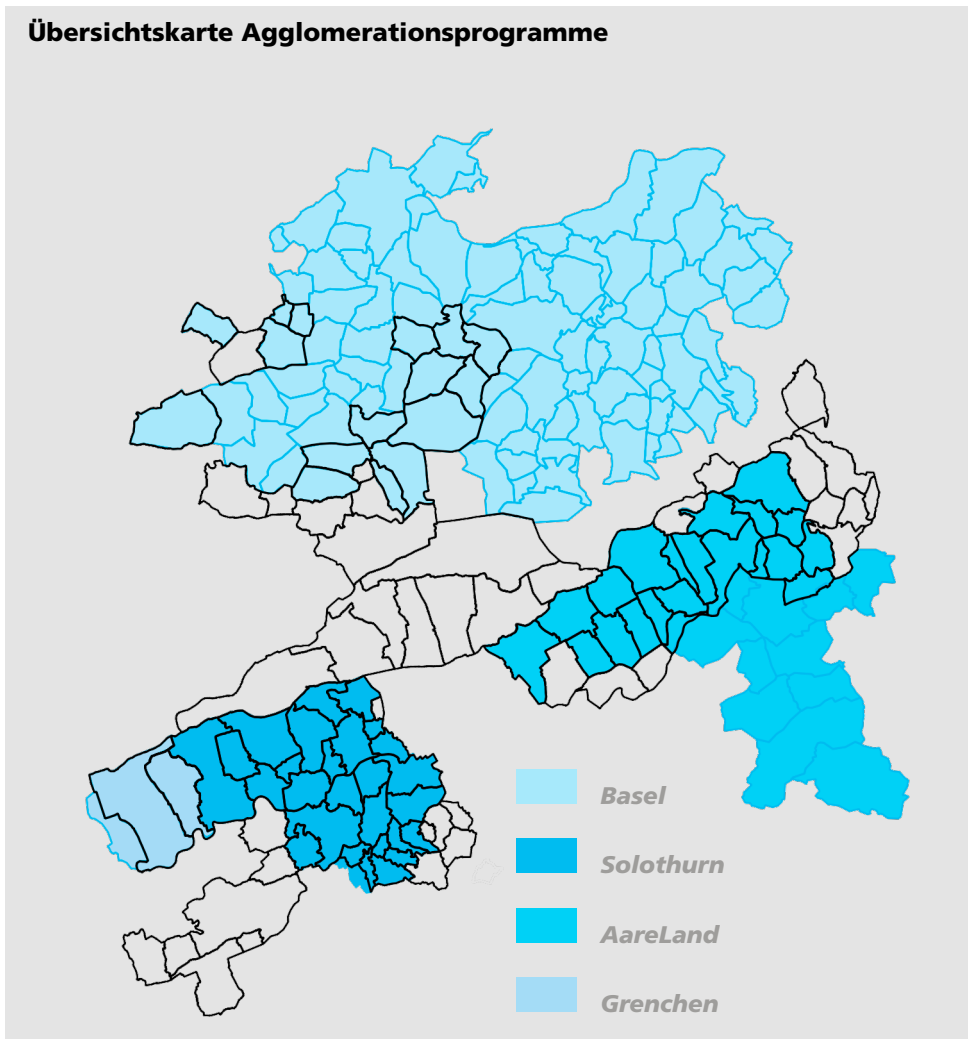 Übersichtskarte Agglomerationsprogramme
Basel
Solothurn
AareLand
Grenchen